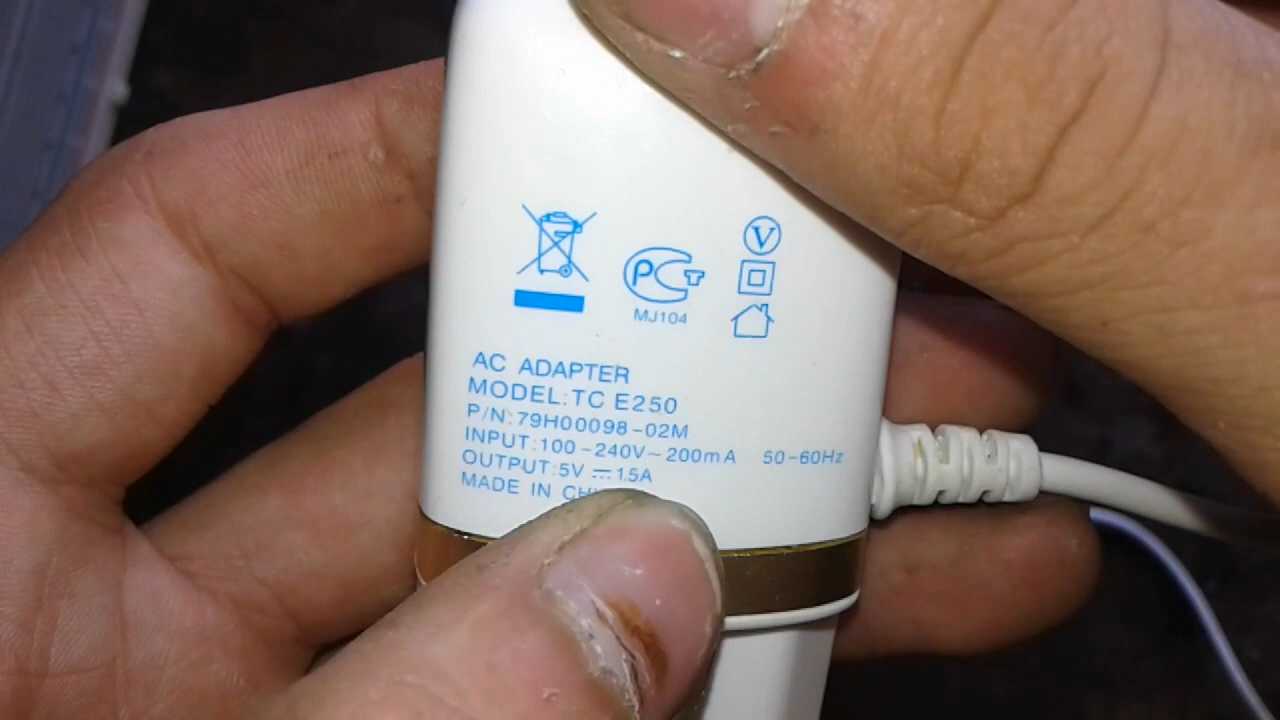 V
PCT
MJ104
AC ADAPTER
MODEL:TC E250
P/N:79H00098-02M
INPUT:100-240V~200mA 50-60Hz
OUTPUT:5V ⎓ 1.5A
MADE IN